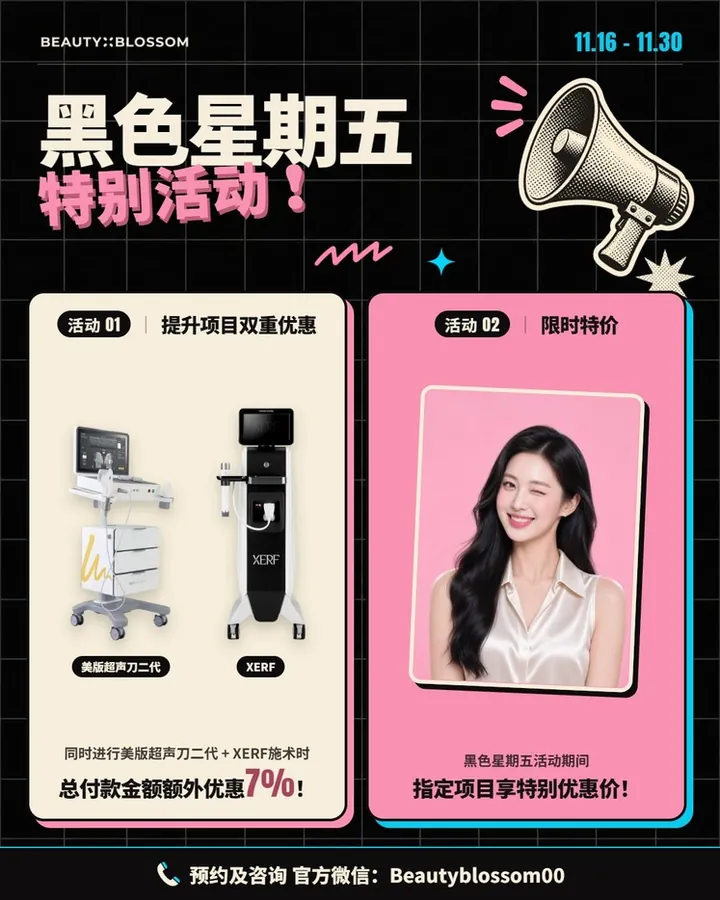 BEAUTY::BLOSSOM
11.16 - 11.30
黑色星期五
特别活动！
活动 01 | 提升项目双重优惠
XERF
美版超声刀二代
XERF
同时进行美版超声刀二代 + XERF施术时
总付款金额额外优惠7%！
活动 02 | 限时特价
黑色星期五活动期间
指定项目享特别优惠价！
预约及咨询 官方微信：Beautyblossom00